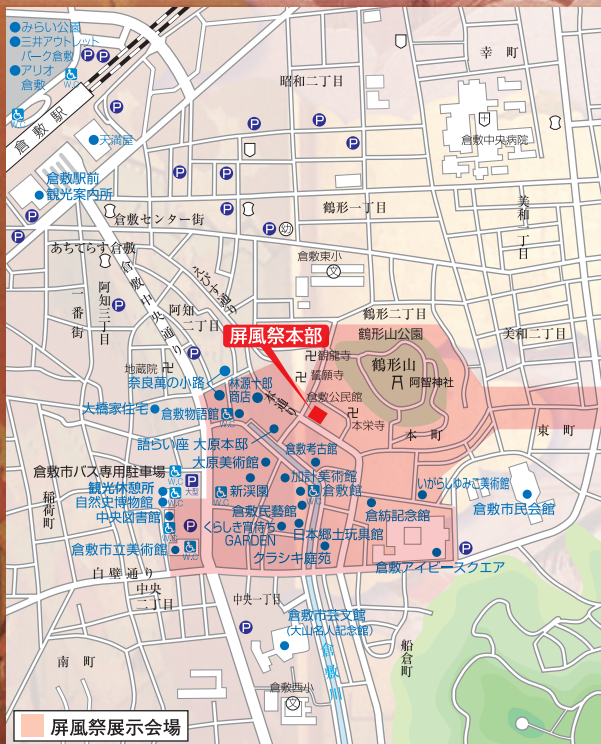 みらい公園
三井アウトレット
パーク倉敷
アリオ
倉敷
W.C
W.C
倉敷駅
天満屋
倉敷駅前
観光案内所
P
昭和二丁目
幸町
倉敷中央病院
鶴形一丁目
美和一丁目
倉敷センター街
幼
あちてらす倉敷
倉敷中央通り
えびす通り
倉敷東小
文
一番街
阿知三丁目
阿知
二丁目
鶴形二丁目
美和二丁目
屏風祭本部
鶴形山公園
観龍寺
鶴形山
誓願寺
阿智神社
地蔵院
奈良萬の小路
林源十郎
商店
本通り
倉敷公民館
大橋家住宅
倉敷物語館
W.C
本栄寺
本町
東町
語らい座 大原本邸
倉敷考古館
大原美術館
倉敷市バス専用駐車場
W.C
P
大型
加計美術館
いがらしゆみこ美術館
観光休憩所
W.C
新渓園
W.C
倉敷館
W.C
倉敷市民会館
自然史博物館
倉敷民藝館
倉紡記念館
稲荷町
中央図書館
W.C
くらしき宵待ち
GARDEN
日本郷土玩具館
倉敷市立美術館
W.C
クラシキ庭苑
倉敷アイビースクエア
白壁通り
中央
二丁目
中央一丁目
倉敷市芸文館
(大山名人記念館)
倉敷川
船倉町
南町
倉敷西小
文
屏風祭展示会場